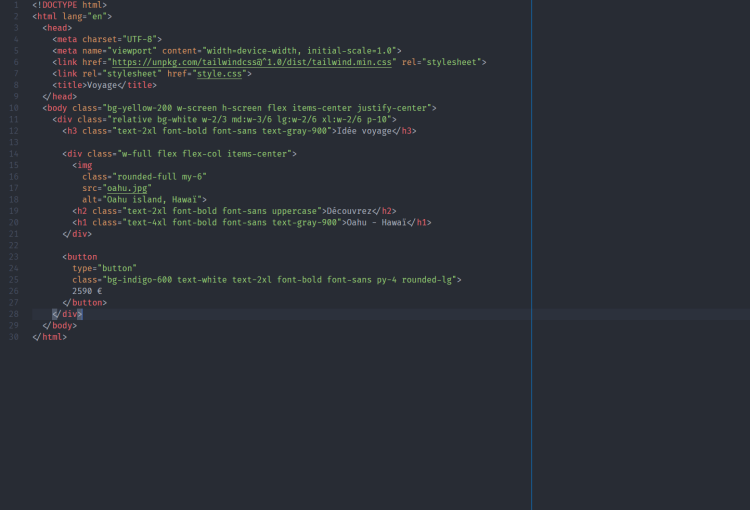 1 <!DOCTYPE html>
2 <html lang="en">
3 <head>
4 <meta charset="UTF-8">
5 <meta name="viewport" content="width=device-width, initial-scale=1.0">
6 <link href="https://unpkg.com/tailwindcss@^1.0/dist/tailwind.min.css" rel="stylesheet">
7 <link rel="stylesheet" href="style.css">
8 <title>Voyage</title>
9 </head>
10 <body class="bg-yellow-200 w-screen h-screen flex items-center justify-center">
11 <div class="relative bg-white w-2/3 md:w-3/6 lg:w-2/6 xl:w-2/6 p-10">
12 <h3 class="text-2xl font-bold font-sans text-gray-900">Idée voyage</h3>
13
14 <div class="w-full flex flex-col items-center">
15 <img
16 class="rounded-full my-6"
17 src="oahu.jpg"
18 alt="Oahu island, Hawaï">
19 <h2 class="text-2xl font-bold font-sans uppercase">Découvrez</h2>
20 <h1 class="text-4xl font-bold font-sans text-gray-900">Oahu - Hawaï</h1>
21 </div>
22
23 <button
24 type="button"
25 class="bg-indigo-600 text-white text-2xl font-bold font-sans py-4 rounded-lg">
26 2590 €
27 </button>
28 </div>
29 </body>
30 </html>